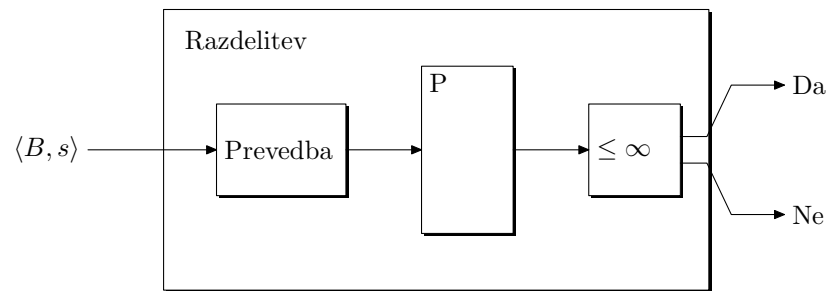 Razdelitev
P
Da
⟨B, s⟩
Prevedba
≤ ∞
Ne